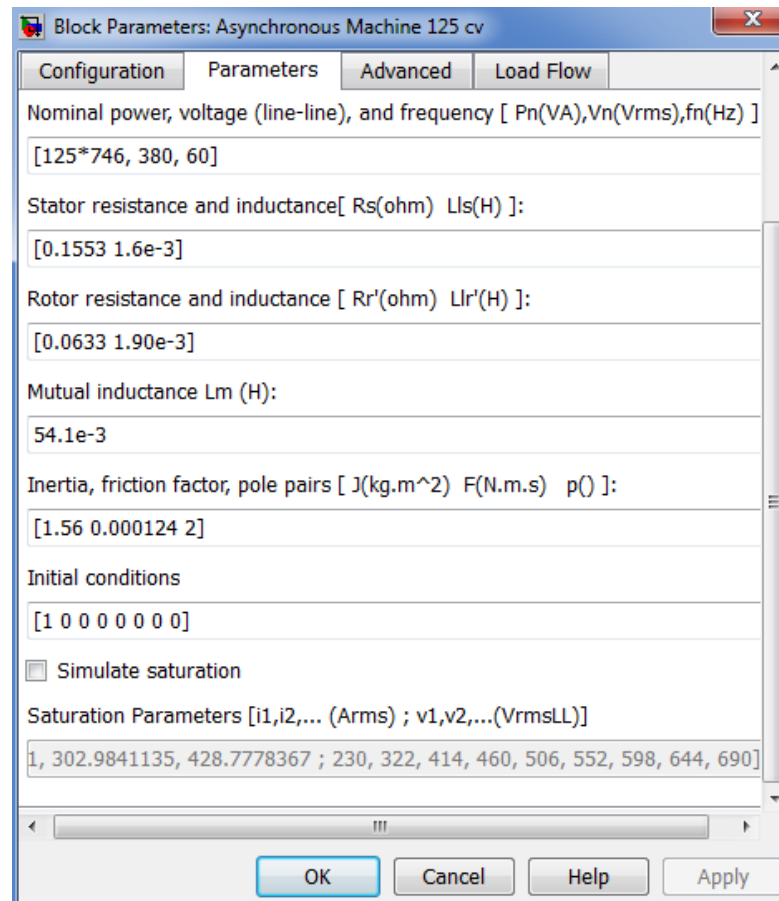 Block Parameters: Asynchronous Machine 125 cv
Configuration Parameters Advanced Load Flow
Nominal power, voltage (line-line), and frequency [ Pn(VA),Vn(Vrms),fn(Hz) ]
[125*746, 380, 60]
Stator resistance and inductance[ Rs(ohm) Lls(H) ]:
[0.1553 1.6e-3]
Rotor resistance and inductance [ Rr'(ohm) Llr'(H) ]:
[0.0633 1.90e-3]
Mutual inductance Lm (H):
54.1e-3
Inertia, friction factor, pole pairs [ J(kg.m^2) F(N.m.s) p() ]:
[1.56 0.000124 2]
Initial conditions
[1 0 0 0 0 0 0 0]
Simulate saturation
Saturation Parameters [i1,i2,... (Arms) ; v1,v2,...(VrmsLL)]
1, 302.9841135, 428.7778367 ; 230, 322, 414, 460, 506, 552, 598, 644, 690]
OK Cancel Help Apply